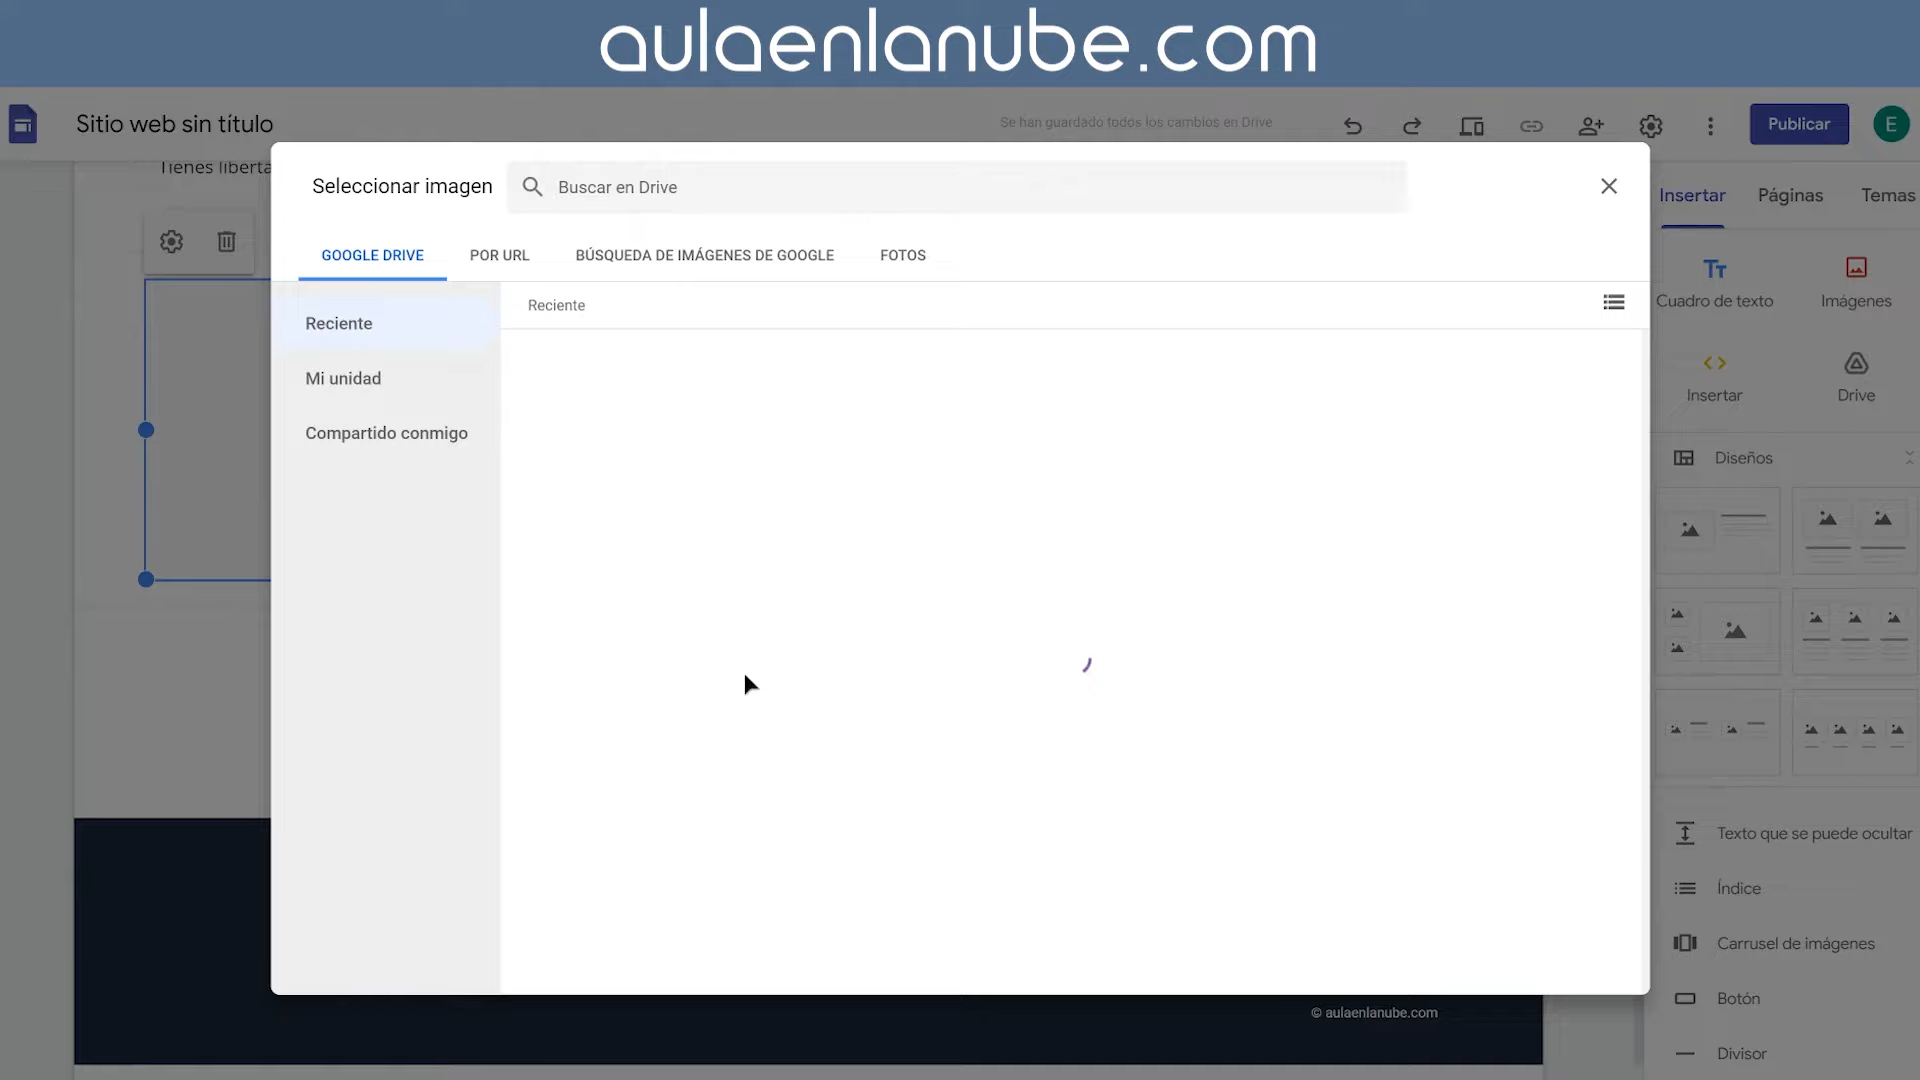 aulaenlanube.com
Sitio web sin título
Se han guardado todos los cambios en Drive
Publicar
E
Tienes liberta
Seleccionar imagen
Buscar en Drive
Insertar
Páginas
Temas
GOOGLE DRIVE
POR URL
BÚSQUEDA DE IMÁGENES DE GOOGLE
FOTOS
Tт
Cuadro de texto
Imágenes
Reciente
Reciente
Mi unidad
Compartido conmigo
Insertar
Drive
Diseños
Texto que se puede ocultar
Índice
Carrusel de imágenes
Botón
© aulaenlanube.com
Divisor